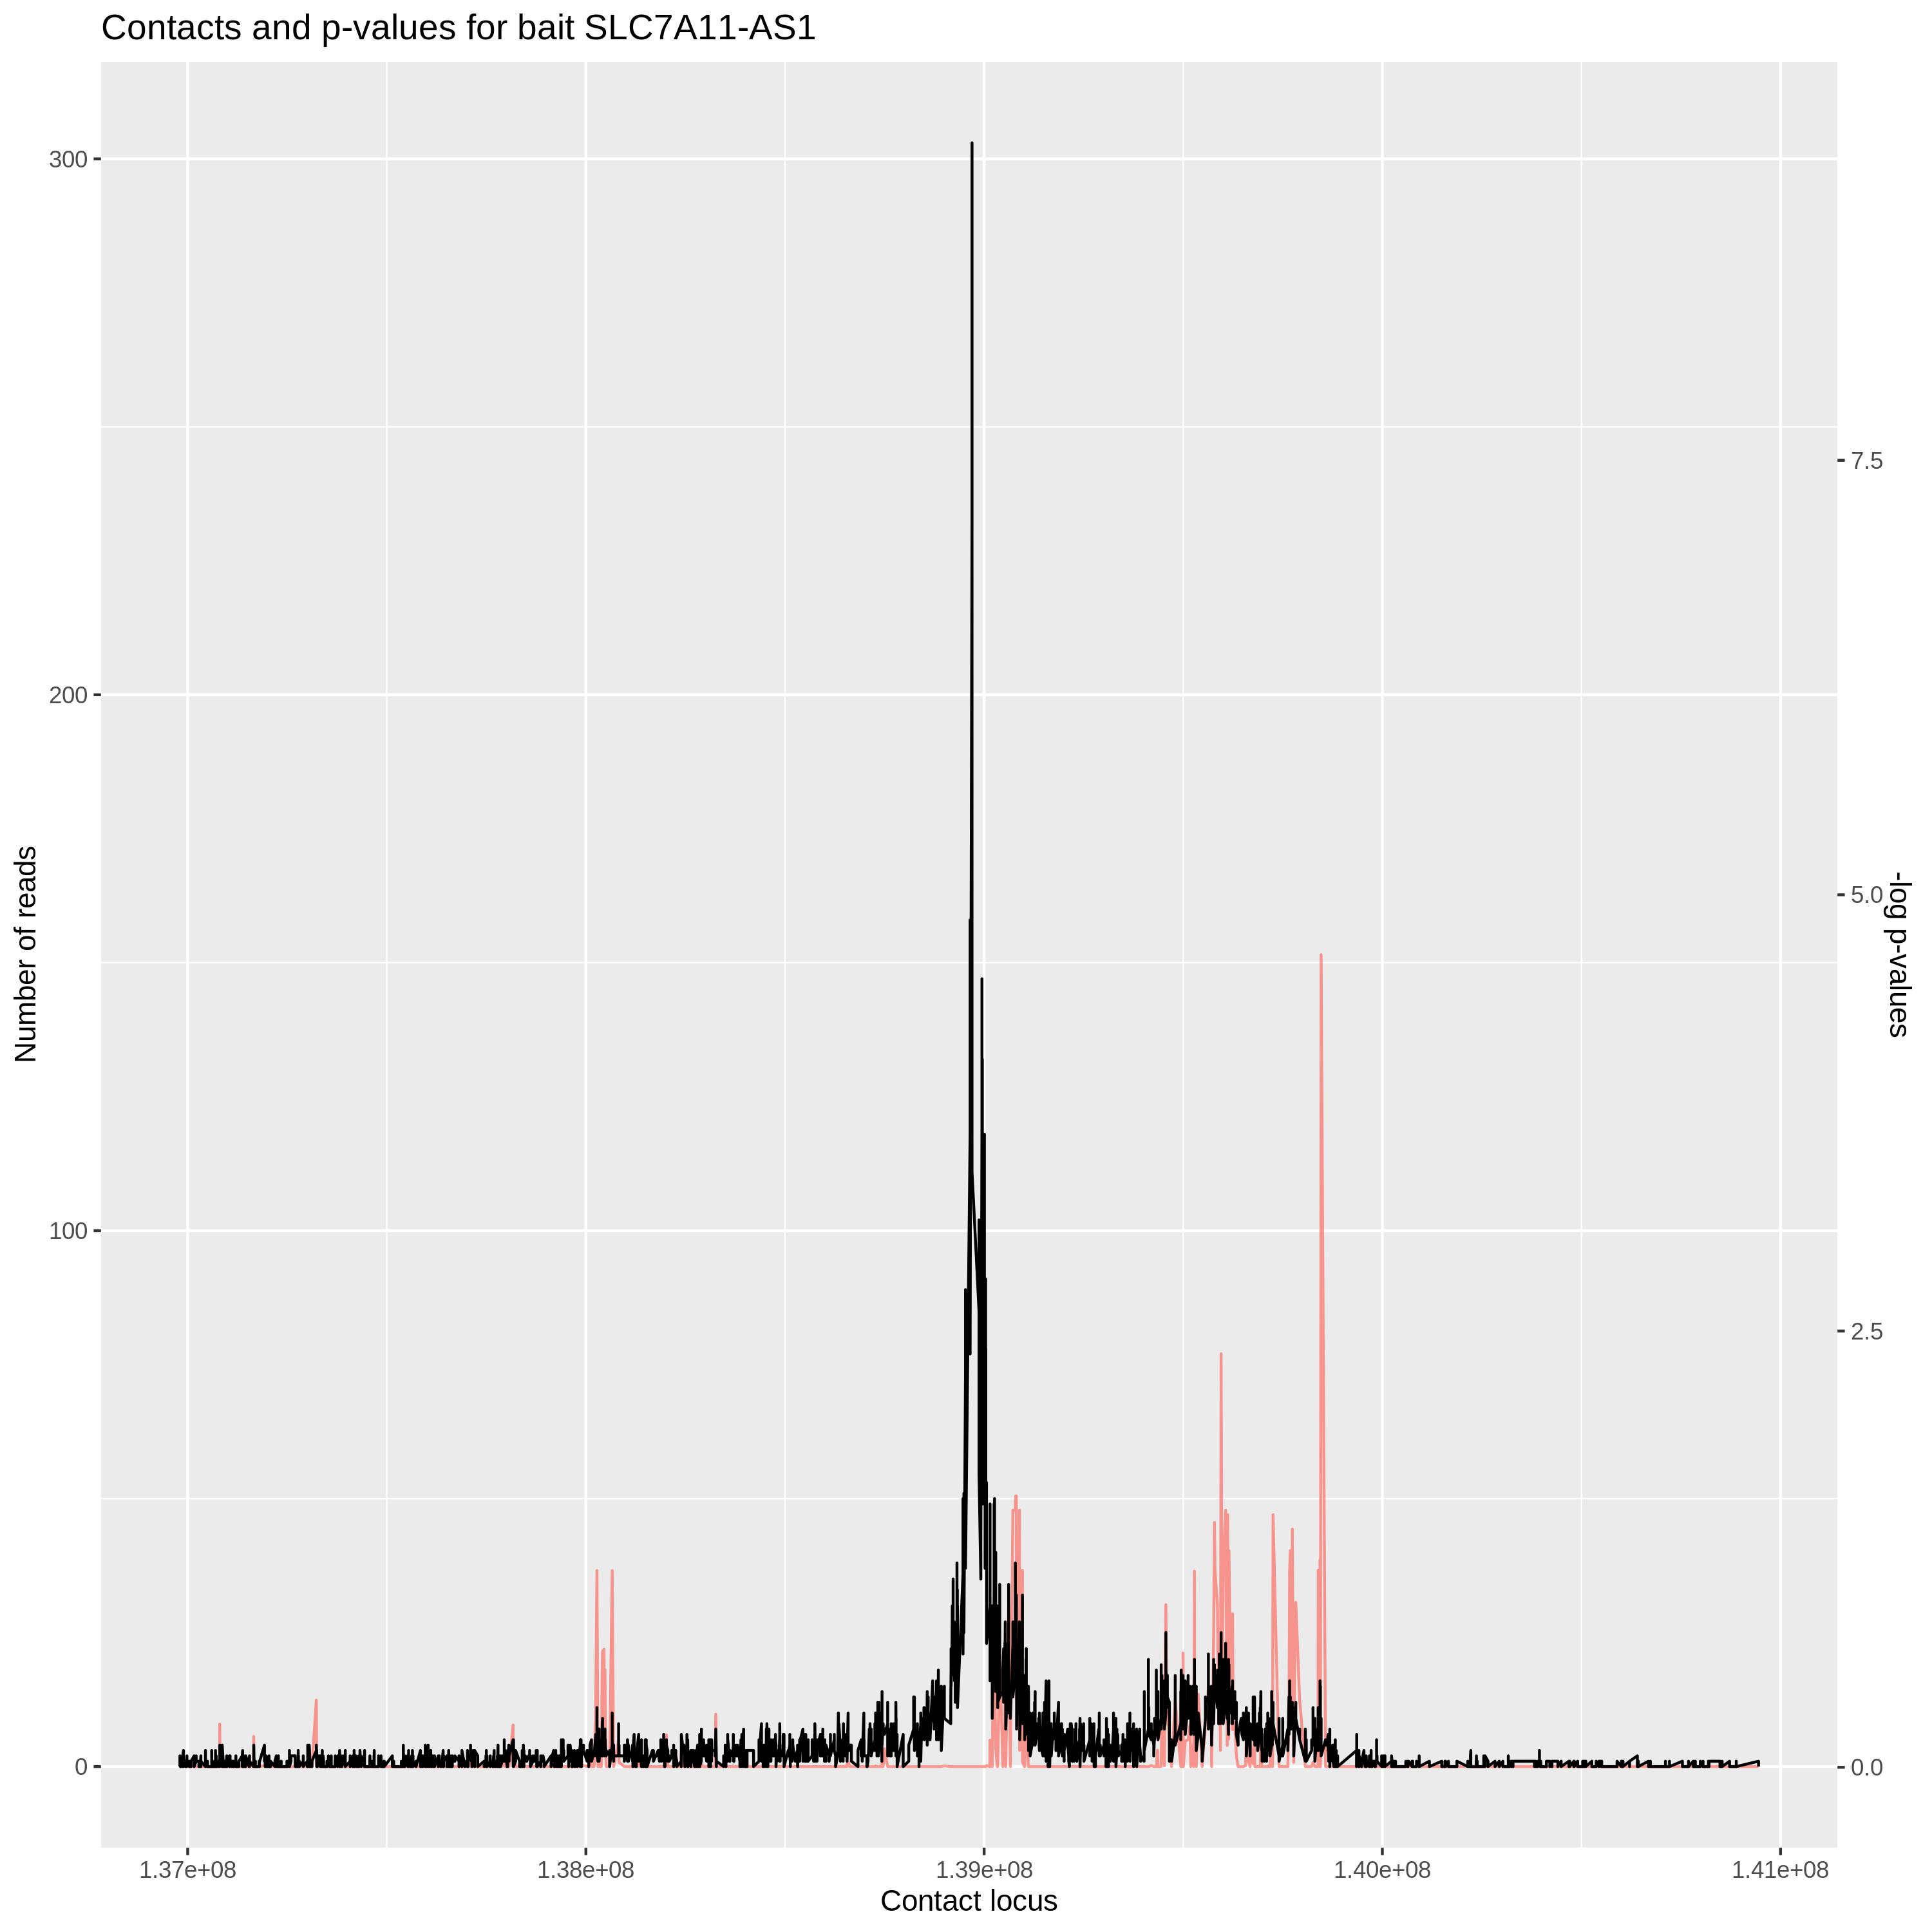 Contacts and p-values for bait SLC7A11-AS1
300
200
100
0
Number of reads
7.5
5.0
2.5
0.0
-log p-values
1.37e+08 1.38e+08 1.39e+08 1.40e+08 1.41e+08
Contact locus